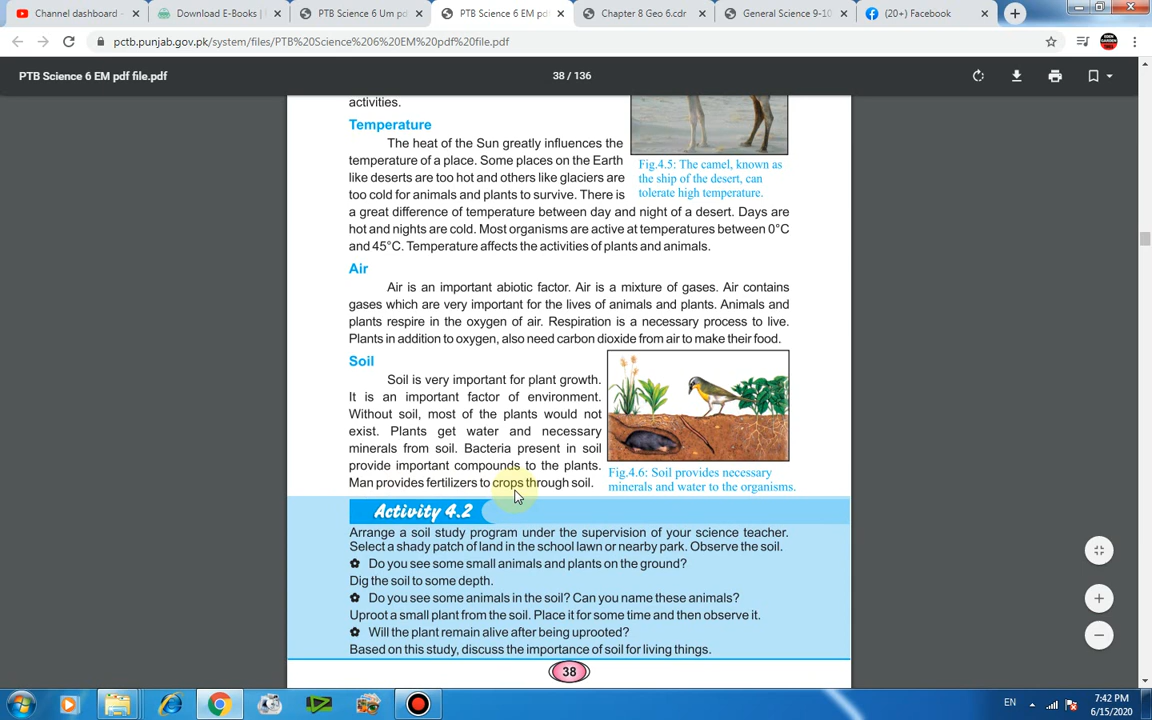 Channel dashboard -
Download E-Books |
PTB Science 6 Um pd
PTB Science 6 EM pd
Chapter 8 Geo 6.cdr
General Science 9-10
(20+) Facebook
pctb.punjab.gov.pk/system/files/PTB%20Science%206%20EM%20pdf%20file.pdf
PTB Science 6 EM pdf file.pdf
38 / 136
activities.
Temperature
The heat of the Sun greatly influences the
temperature of a place. Some places on the Earth
like deserts are too hot and others like glaciers are
too cold for animals and plants to survive. There is
a great difference of temperature between day and night of a desert. Days are
hot and nights are cold. Most organisms are active at temperatures between 0°C
and 45°C. Temperature affects the activities of plants and animals.
Fig.4.5: The camel, known as
the ship of the desert, can
tolerate high temperature.
Air
Air is an important abiotic factor. Air is a mixture of gases. Air contains
gases which are very important for the lives of animals and plants. Animals and
plants respire in the oxygen of air. Respiration is a necessary process to live.
Plants in addition to oxygen, also need carbon dioxide from air to make their food.
Soil
Soil is very important for plant growth.
It is an important factor of environment.
Without soil, most of the plants would not
exist. Plants get water and necessary
minerals from soil. Bacteria present in soil
provide important compounds to the plants.
Man provides fertilizers to crops through soil.
Fig.4.6: Soil provides necessary
minerals and water to the organisms.
Activity 4.2
Arrange a soil study program under the supervision of your science teacher.
Select a shady patch of land in the school lawn or nearby park. Observe the soil.
Do you see some small animals and plants on the ground?
Dig the soil to some depth.
Do you see some animals in the soil? Can you name these animals?
Uproot a small plant from the soil. Place it for some time and then observe it.
Will the plant remain alive after being uprooted?
Based on this study, discuss the importance of soil for living things.
38
EN
7:42 PM
6/15/2020